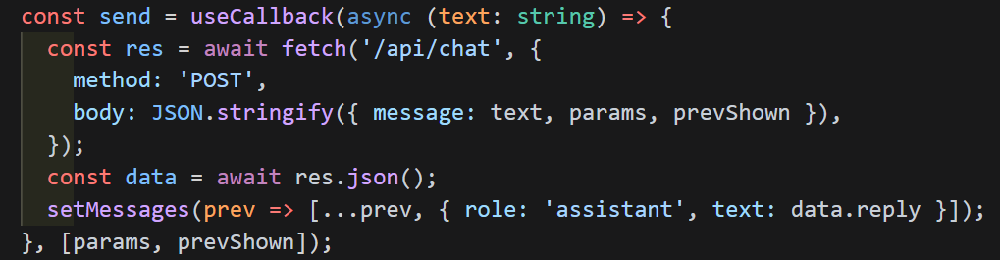 const send = useCallback(async (text: string) => {
  const res = await fetch('/api/chat', {
    method: 'POST',
    body: JSON.stringify({ message: text, params, prevShown }),
  });
  const data = await res.json();
  setMessages(prev => [...prev, { role: 'assistant', text: data.reply }]);
}, [params, prevShown]);